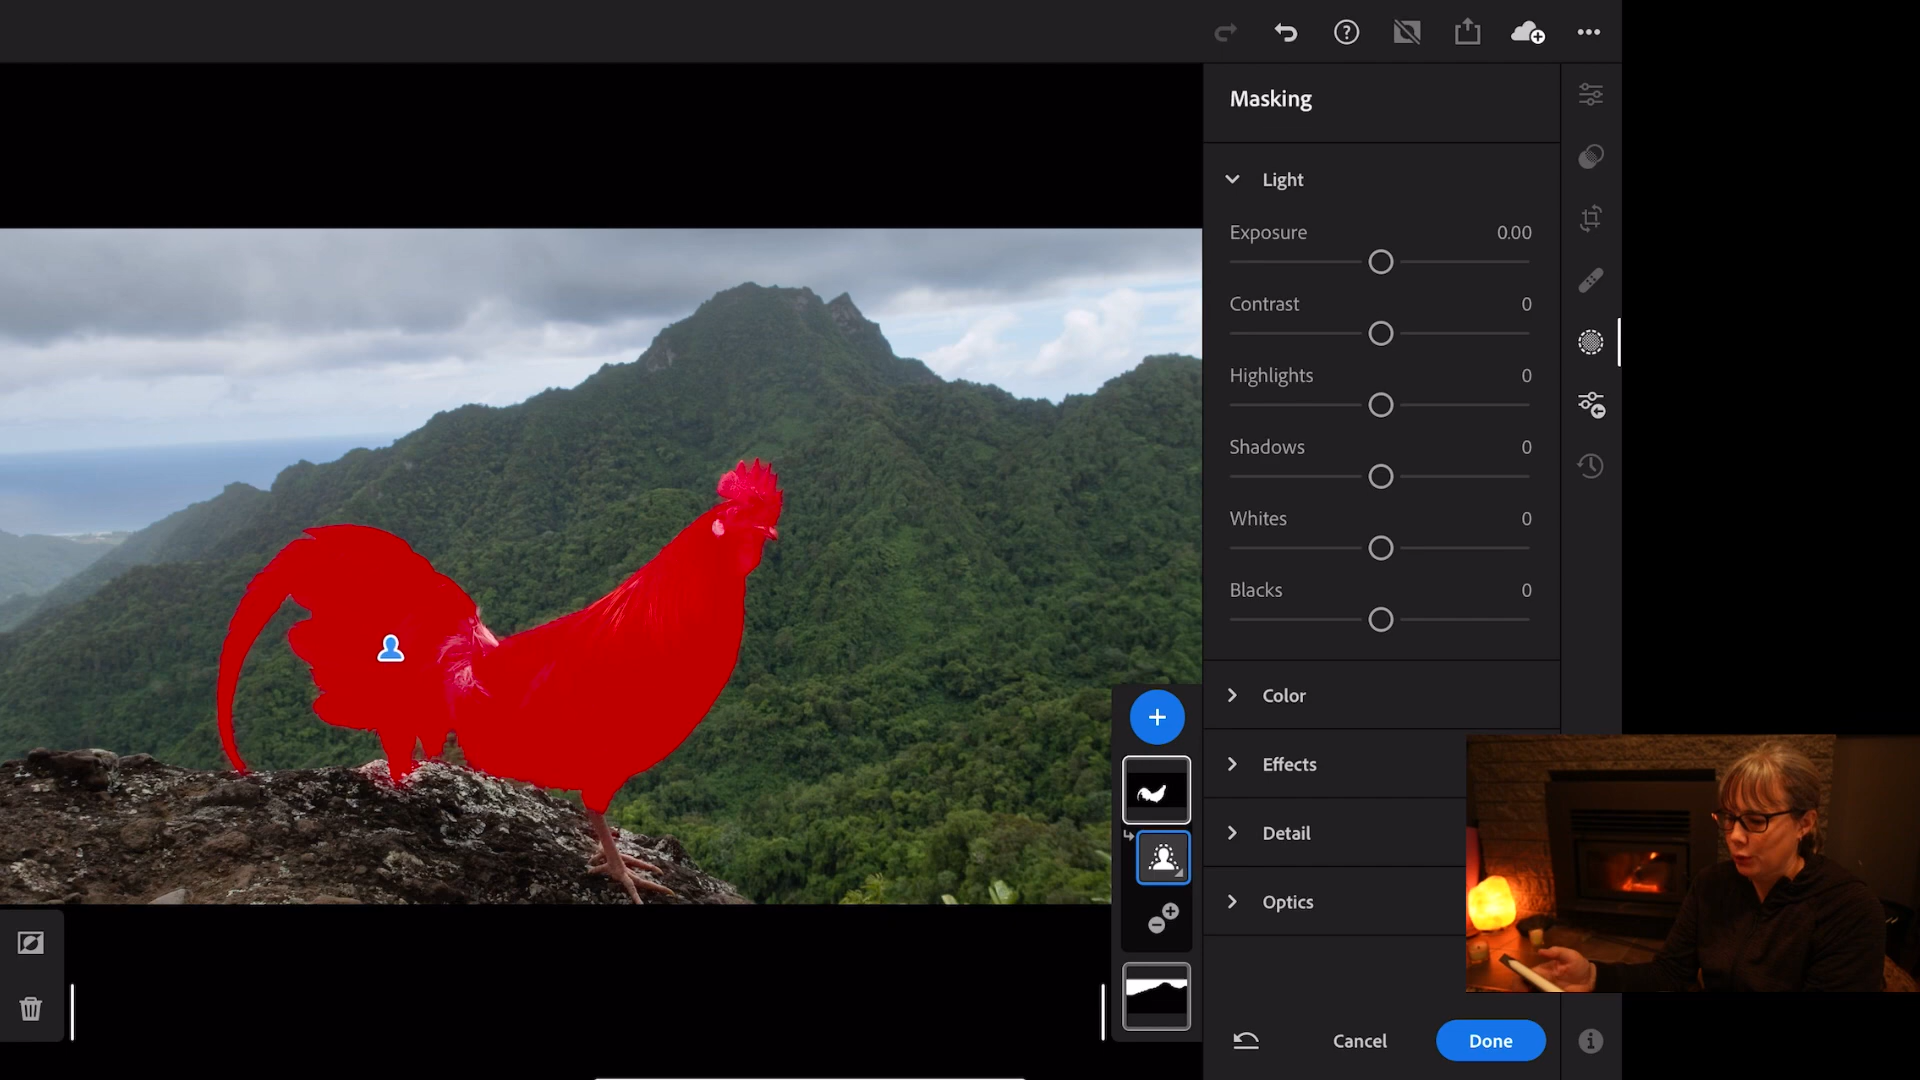 Masking
Light
Exposure 0.00
Contrast 0
Highlights 0
Shadows 0
Whites 0
Blacks 0
Color
Effects
Detail
Optics
Cancel Done